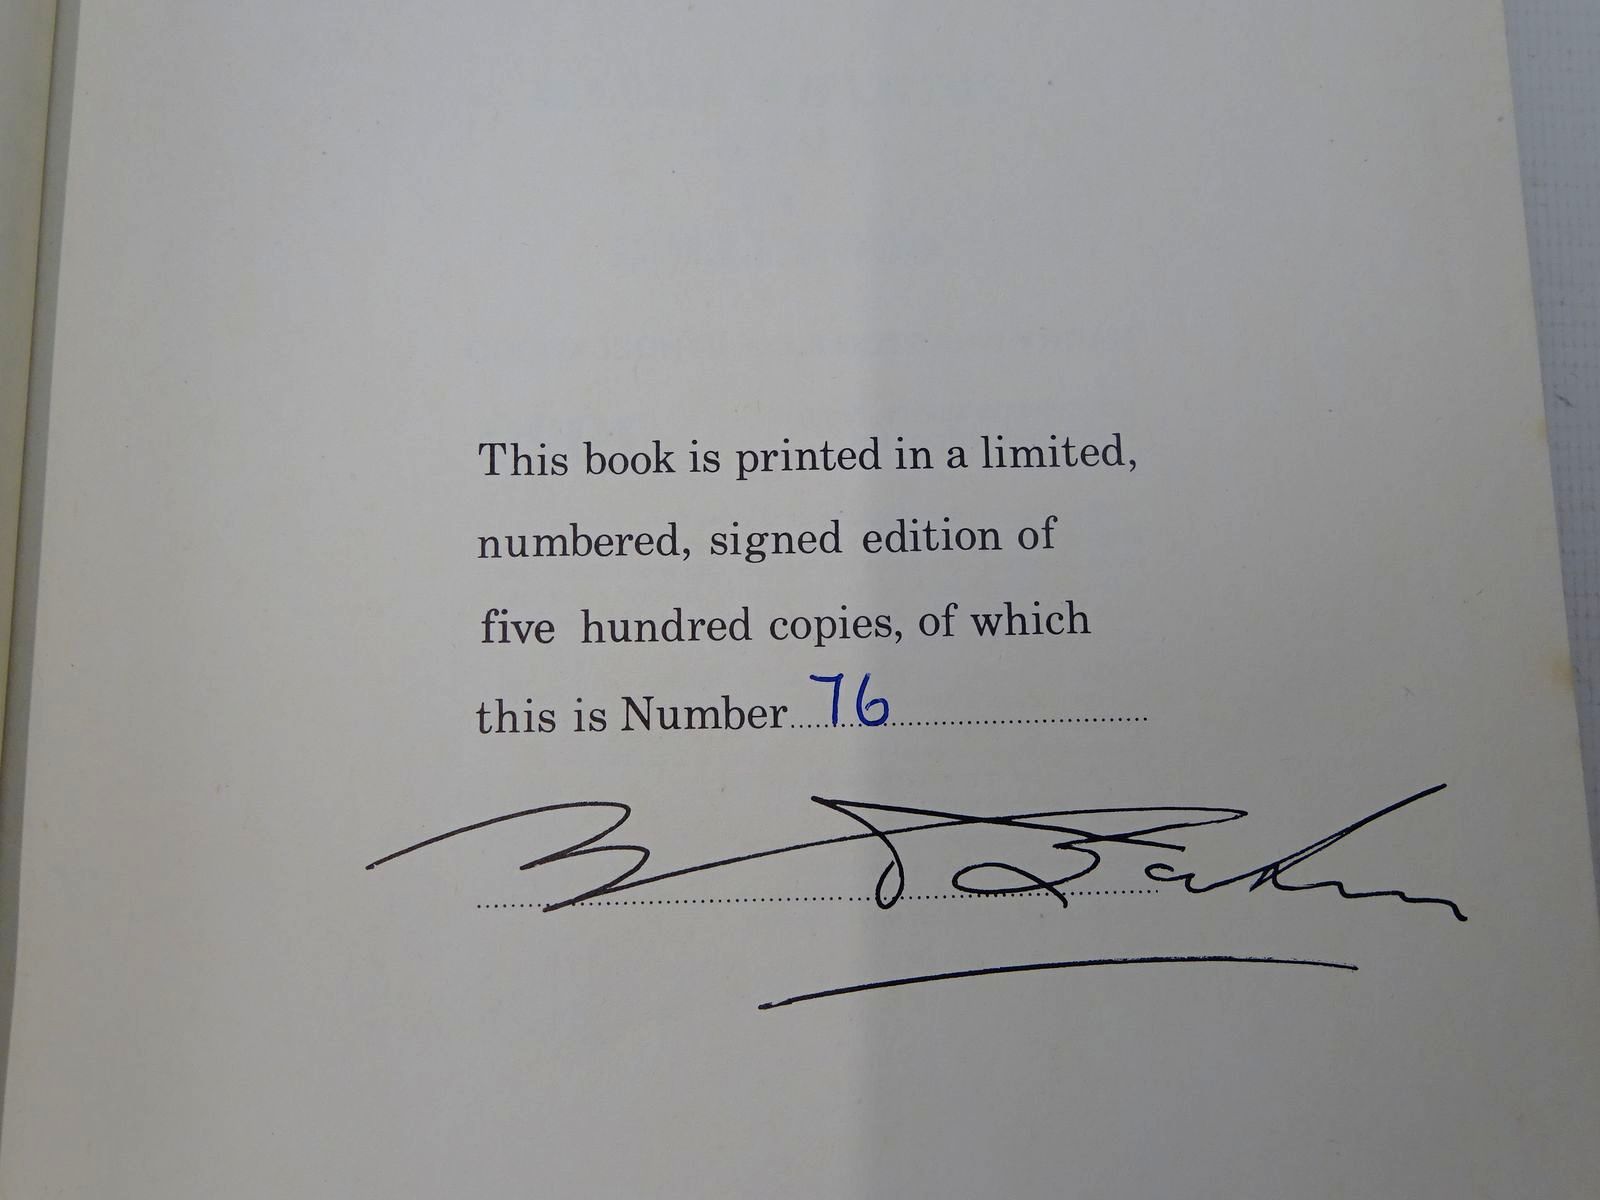 This book is printed in a limited,
numbered, signed edition of
five hundred copies, of which
this is Number 76